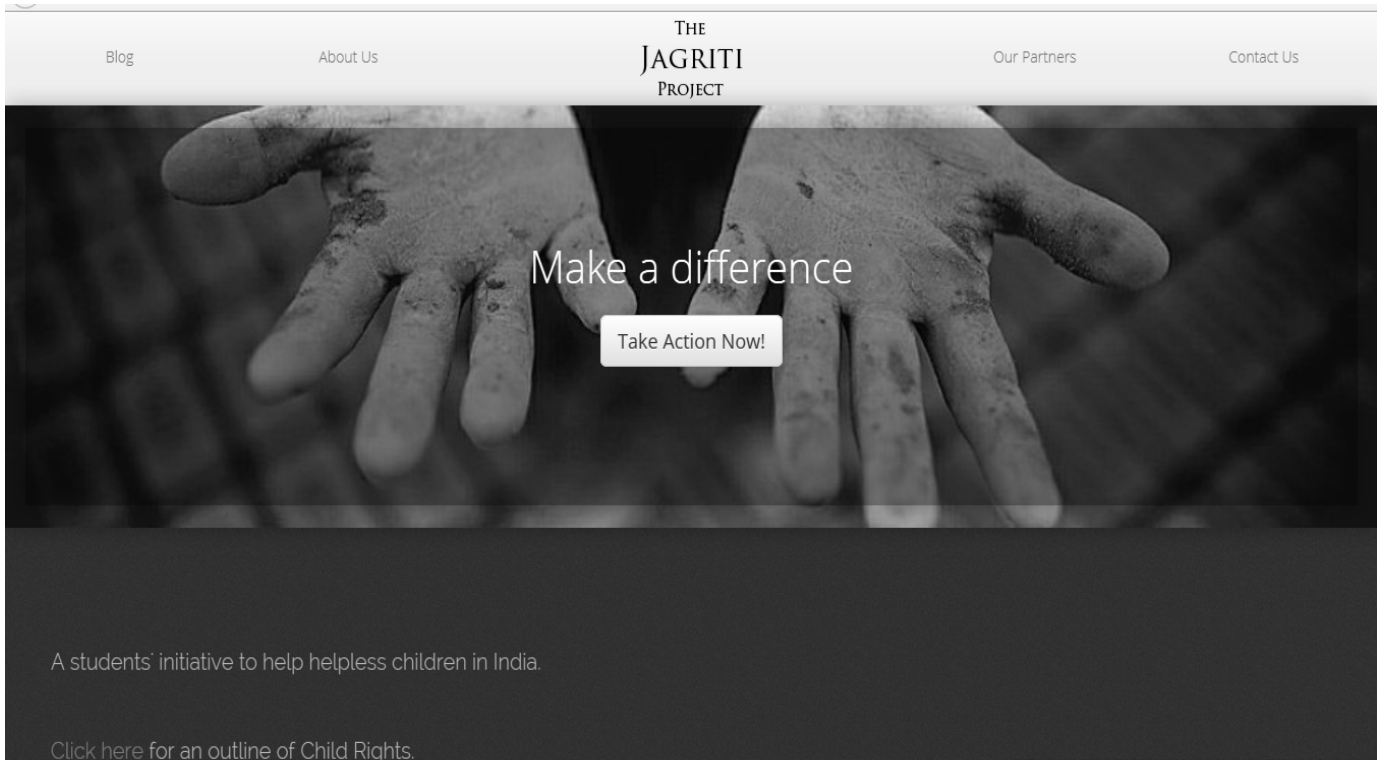 Blog
About Us
The
Jagriti
Project
Our Partners
Contact Us
Make a difference
Take Action Now!
A students' initiative to help helpless children in India.
Click here for an outline of Child Rights.